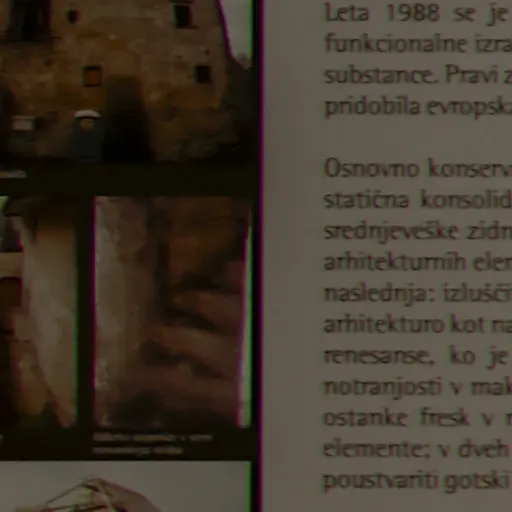 Leta 1988 se je
funkcionalne izra
substance. Pravi z
pridobila evropsk
Osnovno konserv
statična konsolid
srednjeveške zidn
arhitekturnih elem
naslednja: izlušči
arhitekturo kot na
renesanse, ko je
notranjosti v mak
ostanke fresk v
elemente; v dveh
poustvariti gotski